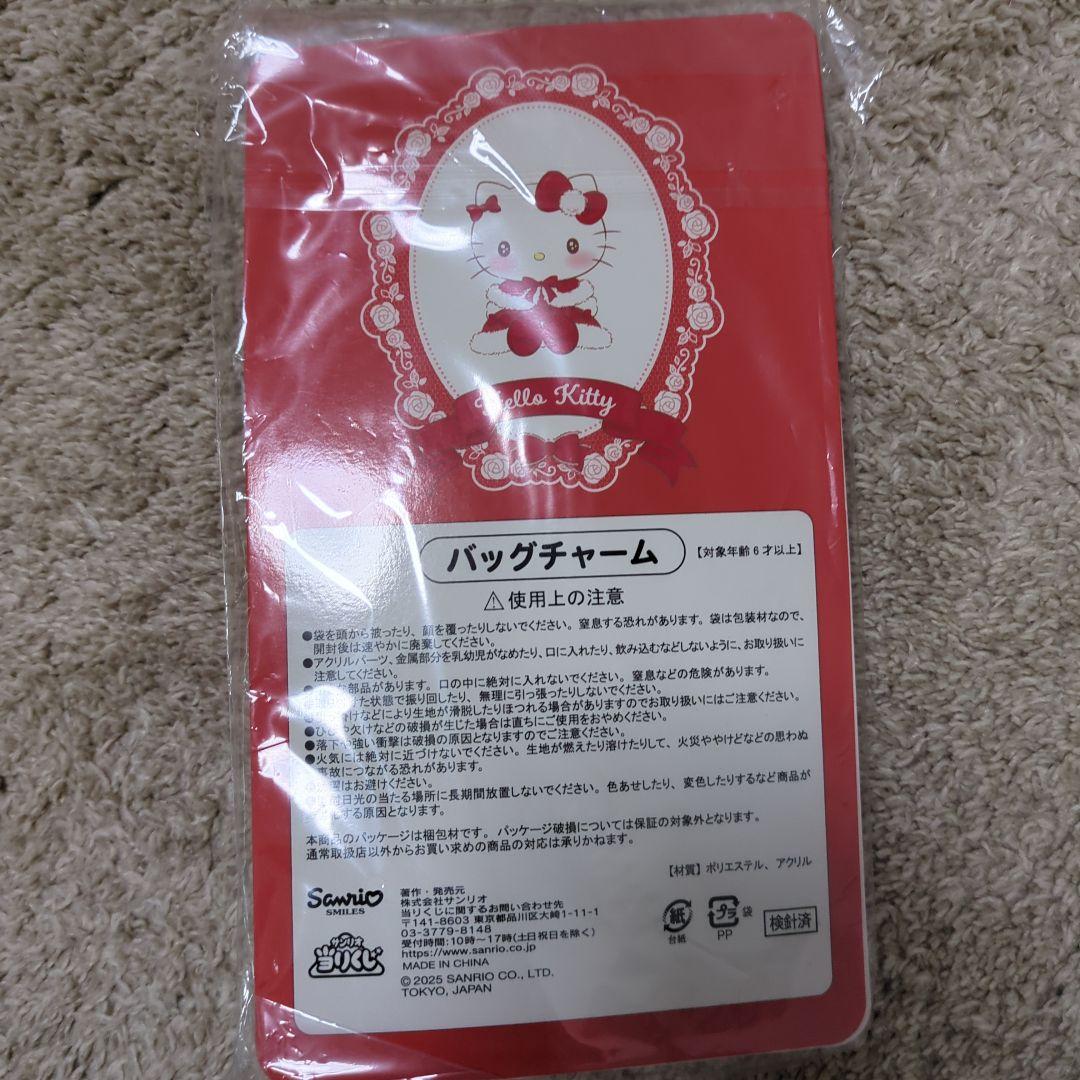 Hello Kitty
バッグチャーム
【対象年齢6才以上】
⚠使用上の注意
●袋を頭から被ったり、顔を覆ったりしないでください。窒息する恐れがあります。袋は包装材なので、
開封後は速やかに廃棄してください。
●アクリルパーツ、金属部分を乳幼児がなめたり、口に入れたり、飲み込むなどしないように、お取り扱いに
注意してください。
部品があります。口の中に絶対に入れないでください。窒息などの危険があります。
た状態で振り回したり、無理に引っ張ったりしないでください。
けなどにより生地が滑脱したりほつれる場合がありますのでお取り扱いにはご注意ください。
●ひびや欠けなどの破損が生じた場合は直ちにご使用をおやめください。
●落下や強い衝撃は破損の原因となりますのでご注意ください。
●火気には絶対に近づけないでください。生地が燃えたり溶けたりして、火災ややけどなどの思わぬ
事故につながる恐れがあります。
はお避けください。
日光の当たる場所に長期間放置しないでください。色あせしたり、変色したりするなど商品が
する原因となります。
本商品のパッケージは梱包材です。パッケージ破損については保証の対象外となります。
通常取扱店以外からお買い求めの商品の対応は承りかねます。
【材質】ポリエステル、アクリル
Sanrio
SMILES
サンリオ
当りくじ
著作・発売元
株式会社サンリオ
当りくじに関するお問い合わせ先
〒141-8603 東京都品川区大崎1-11-1
03-3779-8148
受付時間:10時～17時(土日祝日を除く)
https://www.sanrio.co.jp
MADE IN CHINA
©2025 SANRIO CO., LTD.
TOKYO, JAPAN
紙
台紙
プラ
袋
PP
検針済